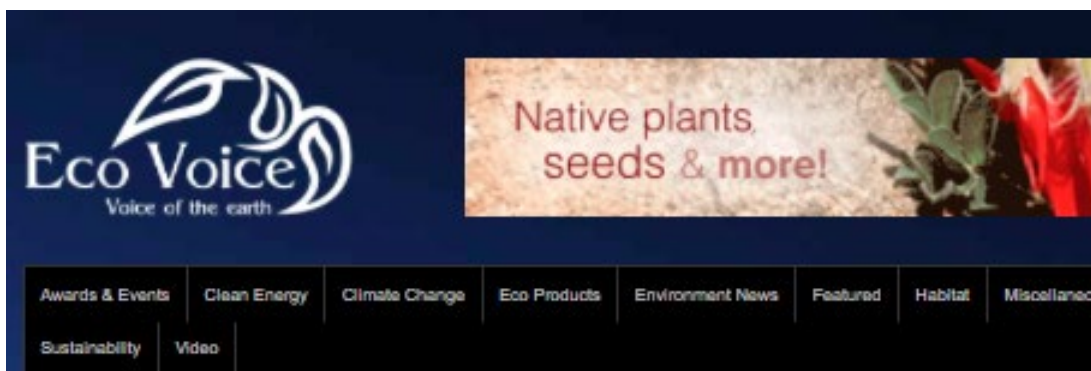 Eco Voice
Voice of the earth
Native plants
seeds & more!
Awards & Events
Clean Energy
Climate Change
Eco Products
Environment News
Featured
Habitat
Sustainability
Video